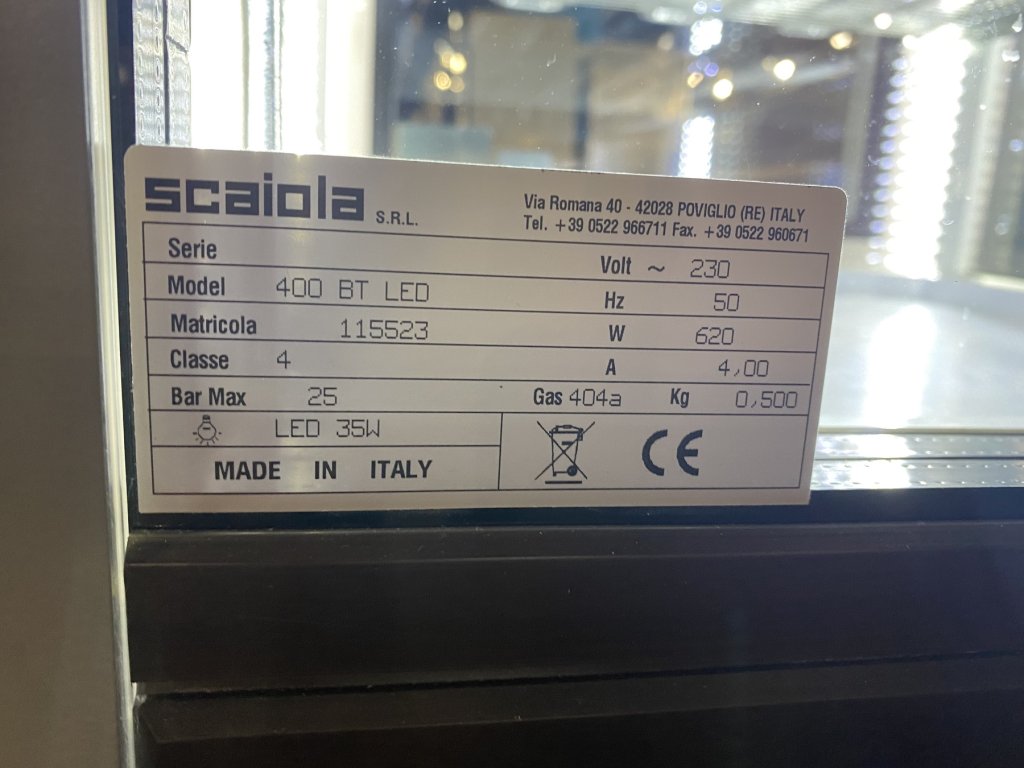 scaiola S.R.L.
Via Romana 40 - 42028 POVIGLIO (RE) ITALY
Tel. +39 0522 966711 Fax. +39 0522 960671
Serie
Volt ~ 230
Model 400 BT LED
Hz 50
Matricola 115523
W 620
Classe 4
A 4,00
Bar Max 25
Gas 404a Kg 0,500
LED 35W
MADE IN ITALY
CE